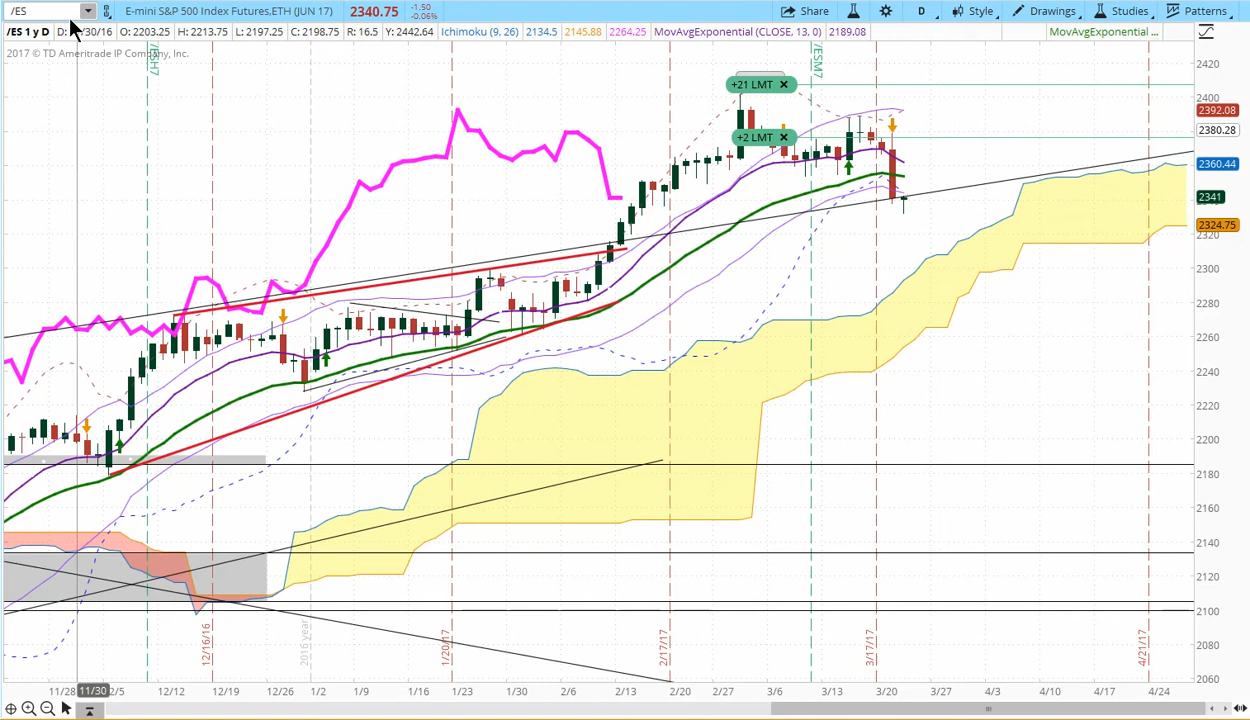 /ES E-mini S&P 500 Index Futures,ETH (JUN 17) 2340.75 -1.50 -0.06% Share D Style Drawings Studies Patterns
/ES 1 y D D: /30/16 O: 2203.25 H: 2213.75 L: 2197.25 C: 2198.75 R: 16.5 Y: 2442.64 Ichimoku (9, 26) 2134.5 2145.88 2264.25 MovAvgExponential (CLOSE, 13, 0) 2189.08 MovAvgExponential ...
2017 © TD Ameritrade IP Company, Inc.
/ESH7
/ESM7
+21 LMT
+2 LMT
2420
2400
2392.08
2380.28
2360.44
2341
2324.75
2320
2300
2280
2260
2240
2220
2200
2180
2160
2140
2120
2100
2080
2060
12/16/16
2016 year
1/20/17
2/17/17
3/17/17
4/21/17
11/28 11/30 12/5 12/12 12/19 12/26 1/2 1/9 1/16 1/23 1/30 2/6 2/13 2/20 2/27 3/6 3/13 3/20 3/27 4/3 4/10 4/17 4/24